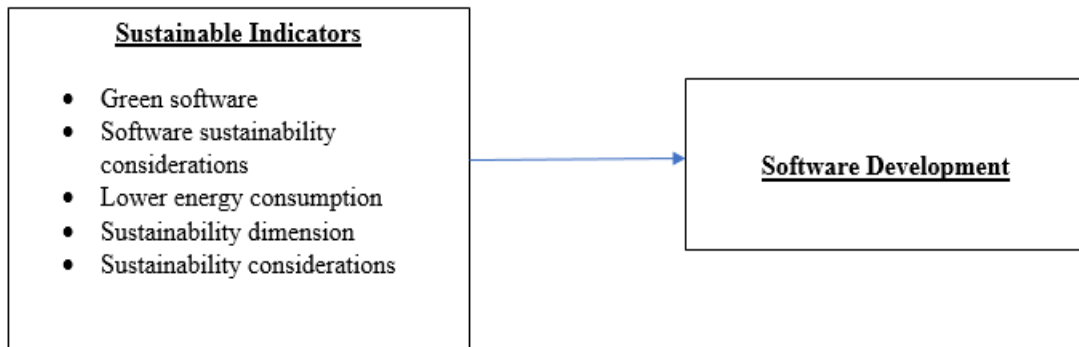 Sustainable Indicators
• Green software
• Software sustainability
considerations
• Lower energy consumption
• Sustainability dimension
• Sustainability considerations
Software Development